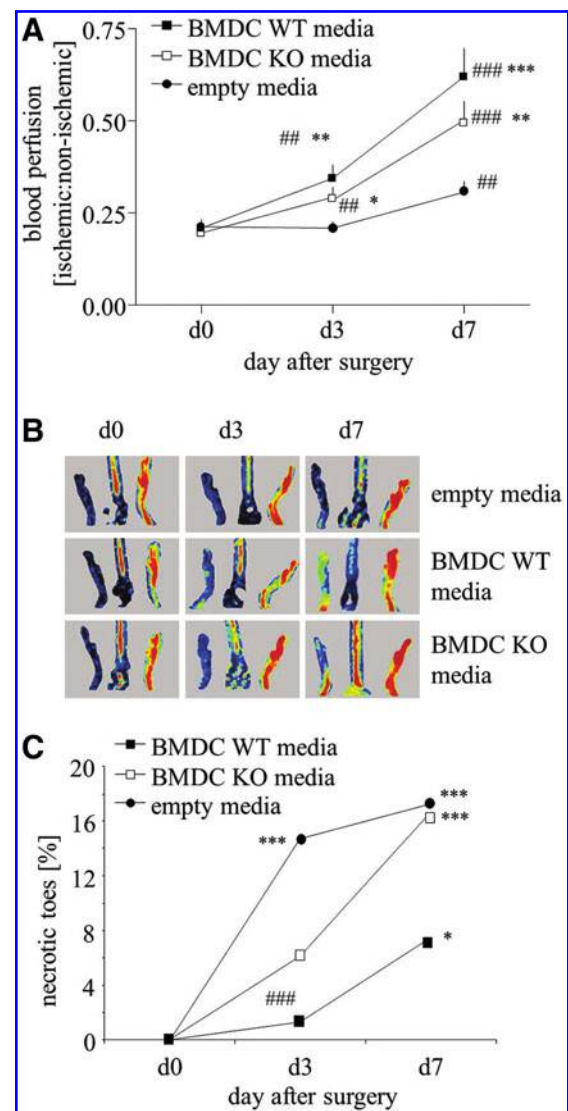 A
BMDC WT media
BMDC KO media
empty media
blood perfusion
[ischemic:non-ischemic]
0.75
0.50
0.25
0.00
### ***
## **
### **
## *
##
d0 d3 d7
day after surgery
B
d0 d3 d7
empty media
BMDC WT
media
BMDC KO
media
C
BMDC WT media
BMDC KO media
empty media
necrotic toes [%]
20
16
12
8
4
0
***
***
***
*
###
d0 d3 d7
day after surgery